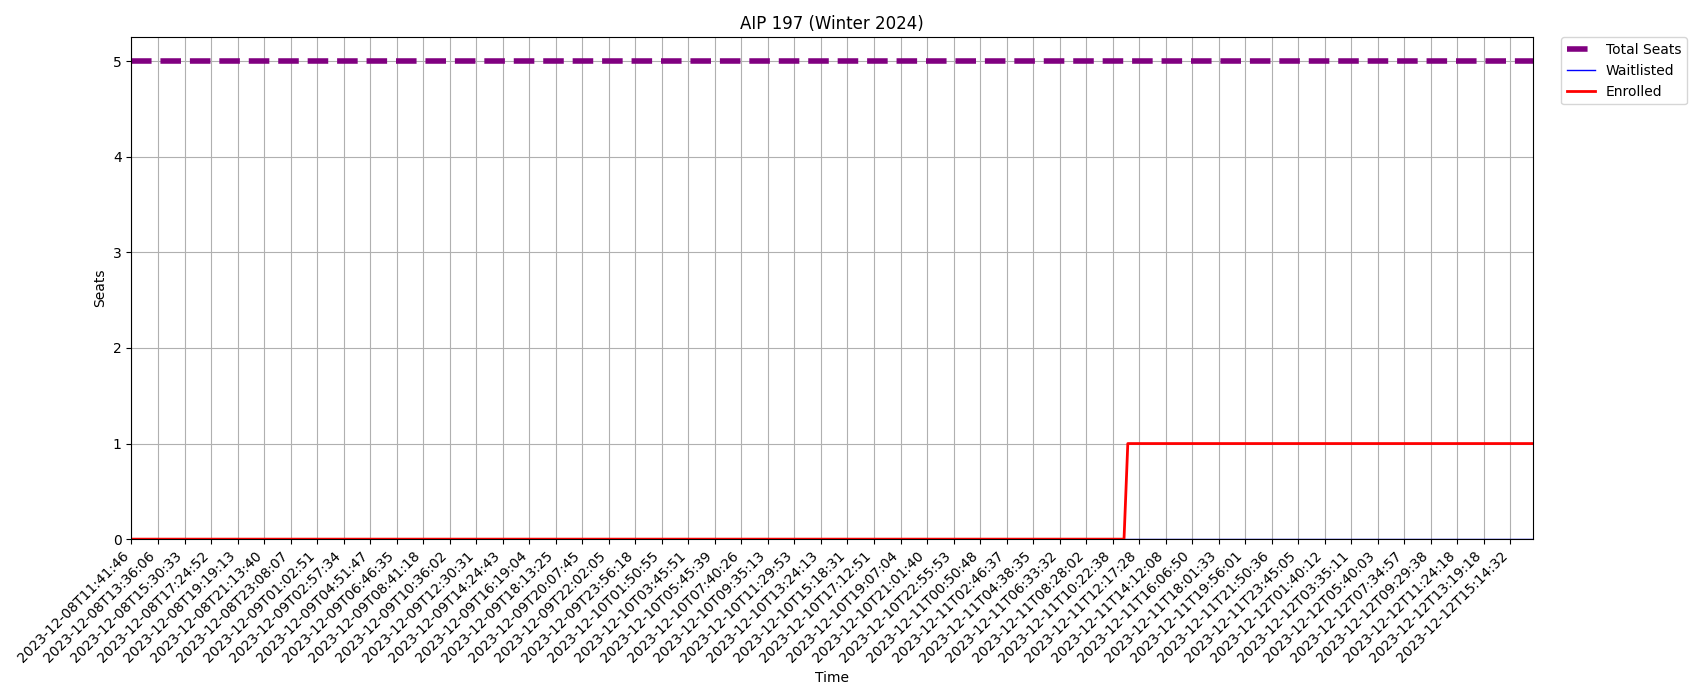 AIP 197 (Winter 2024)
Total Seats
Waitlisted
Enrolled
Seats
5
4
3
2
1
0
2023-12-08T11:41:46
2023-12-08T13:36:06
2023-12-08T15:30:33
2023-12-08T17:24:52
2023-12-08T19:19:13
2023-12-08T21:13:40
2023-12-08T23:08:07
2023-12-09T01:02:51
2023-12-09T02:57:34
2023-12-09T04:51:47
2023-12-09T06:46:35
2023-12-09T08:41:18
2023-12-09T10:36:02
2023-12-09T12:30:31
2023-12-09T14:24:43
2023-12-09T16:19:04
2023-12-09T18:13:25
2023-12-09T20:07:45
2023-12-09T22:02:05
2023-12-09T23:56:18
2023-12-10T01:50:55
2023-12-10T03:45:51
2023-12-10T05:45:39
2023-12-10T07:40:26
2023-12-10T09:35:13
2023-12-10T11:29:53
2023-12-10T13:24:13
2023-12-10T15:18:31
2023-12-10T17:12:51
2023-12-10T19:07:04
2023-12-10T21:01:40
2023-12-10T22:55:53
2023-12-11T00:50:48
2023-12-11T02:46:37
2023-12-11T04:38:35
2023-12-11T06:33:32
2023-12-11T08:28:02
2023-12-11T10:22:38
2023-12-11T12:17:28
2023-12-11T14:12:08
2023-12-11T16:06:50
2023-12-11T18:01:33
2023-12-11T19:56:01
2023-12-11T21:50:36
2023-12-11T23:45:05
2023-12-12T01:40:12
2023-12-12T03:35:11
2023-12-12T05:40:03
2023-12-12T07:34:57
2023-12-12T09:29:38
2023-12-12T11:24:18
2023-12-12T13:19:18
2023-12-12T15:14:32
Time